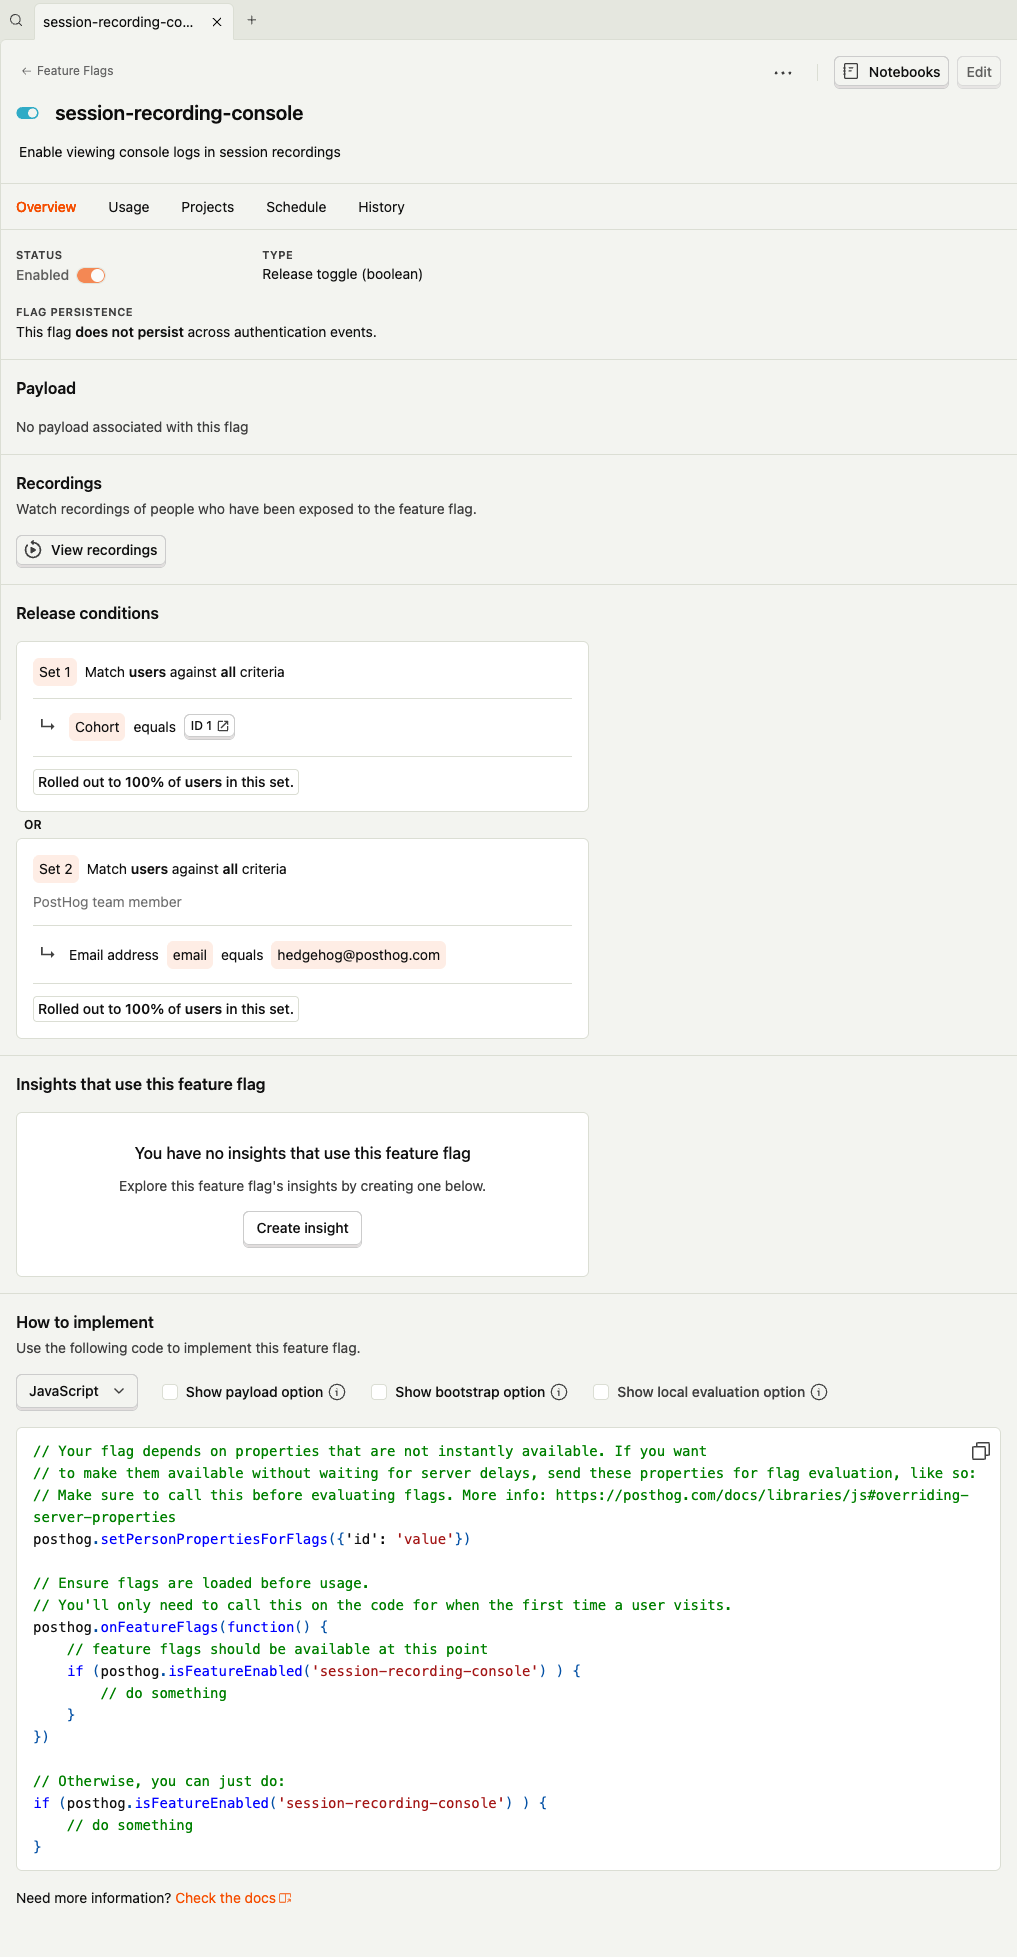 session-recording-co...
Feature Flags
Notebooks
Edit
session-recording-console
Enable viewing console logs in session recordings
Overview
Usage
Projects
Schedule
History
STATUS
TYPE
Enabled
Release toggle (boolean)
FLAG PERSISTENCE
This flag does not persist across authentication events.
Payload
No payload associated with this flag
Recordings
Watch recordings of people who have been exposed to the feature flag.
View recordings
Release conditions
Set 1 Match users against all criteria
Cohort equals ID 1
Rolled out to 100% of users in this set.
OR
Set 2 Match users against all criteria
PostHog team member
Email address email equals hedgehog@posthog.com
Rolled out to 100% of users in this set.
Insights that use this feature flag
You have no insights that use this feature flag
Explore this feature flag's insights by creating one below.
Create insight
How to implement
Use the following code to implement this feature flag.
JavaScript
Show payload option
Show bootstrap option
Show local evaluation option
// Your flag depends on properties that are not instantly available. If you want
// to make them available without waiting for server delays, send these properties for flag evaluation, like so:
// Make sure to call this before evaluating flags. More info: https://posthog.com/docs/libraries/js#overriding-
server-properties
posthog.setPersonPropertiesForFlags({'id': 'value'})
// Ensure flags are loaded before usage.
// You'll only need to call this on the code for when the first time a user visits.
posthog.onFeatureFlags(function() {
// feature flags should be available at this point
if (posthog.isFeatureEnabled('session-recording-console') ) {
// do something
}
})
// Otherwise, you can just do:
if (posthog.isFeatureEnabled('session-recording-console') ) {
// do something
}
Need more information? Check the docs